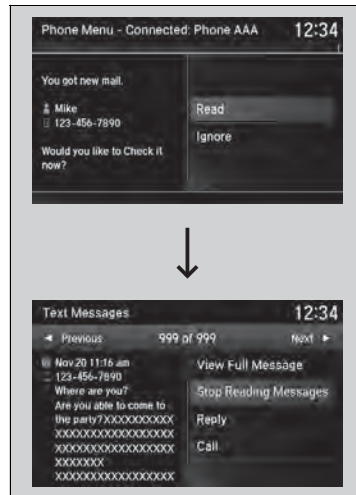 Phone Menu - Connected: Phone AAA 12:34
You got new mail.
Mike
123-456-7890
Would you like to Check it
now?
Read
Ignore
Text Messages 12:34
Previous 999 of 999 Next
Nov 20 11:16 am
123-456-7890
Where are you?
Are you able to come to
the party?XXXXXXXXXX
XXXXXXXXXXXXXXXXX
XXXXXXXXXXXXXXXXX
XXXXXXX
XXXXXXXXXXXXXXXXX
View Full Message
Stop Reading Messages
Reply
Call